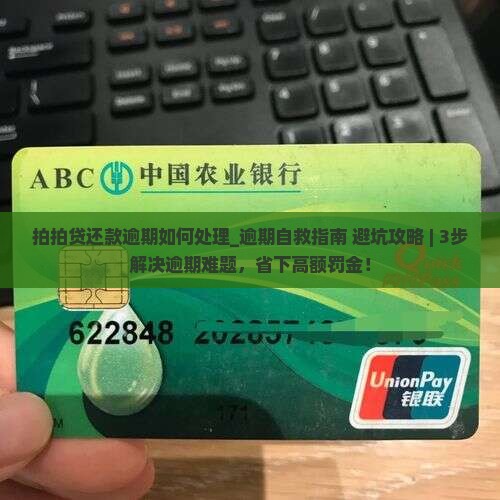 ABC 中国农业银行
拍拍贷还款逾期如何处理_逾期自救指南 避坑攻略 | 3步
解决逾期难题，省下高额罚金！
622848
171
UnionPay
银联